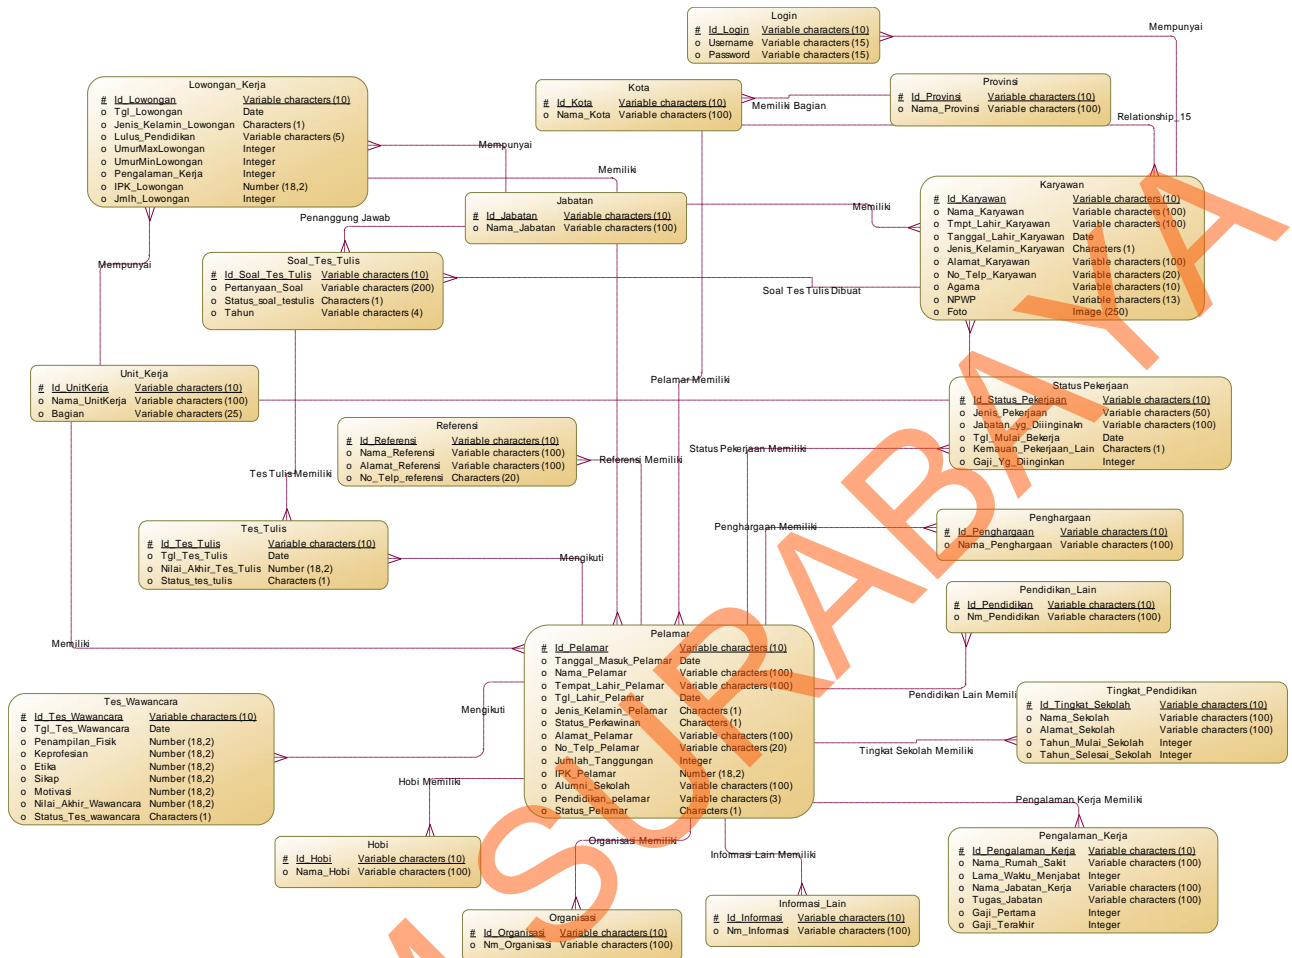 Login
# Id_Login Variable characters (10)
o Username Variable characters (15)
o Password Variable characters (15)
Mempunyai
Lowongan_Kerja
# Id_Lowongan Variable characters (10)
o Tgl_Lowongan Date
o Jenis_Kelamin_Lowongan Characters (1)
o Lulus_Pendidikan Variable characters (5)
o UmurMaxLowongan Integer
o UmurMinLowongan Integer
o Pengalaman_Kerja Integer
o IPK_Lowongan Number (18,2)
o Jmlh_Lowongan Integer
Kota
# Id_Kota Variable characters (10)
o Nama_Kota Variable characters (100)
Memiliki Bagian
Provinsi
# Id_Provinsi Variable characters (10)
o Nama_Provinsi Variable characters (100)
Relationship_15
Mempunyai
Memiliki
Jabatan
# Id_Jabatan Variable characters (10)
o Nama_Jabatan Variable characters (100)
Memiliki
Penanggung Jawab
Karyawan
# Id_Karyawan Variable characters (10)
o Nama_Karyawan Variable characters (100)
o Tmpt_Lahir_Karyawan Variable characters (100)
o Tanggal_Lahir_Karyawan Date
o Jenis_Kelamin_Karyawan Characters (1)
o Alamat_Karyawan Variable characters (100)
o No_Telp_Karyawan Variable characters (20)
o Agama Variable characters (10)
o NPWP Variable characters (13)
o Foto Image (250)
Mempunyai
Soal_Tes_Tulis
# Id_Soal_Tes_Tulis Variable characters (10)
o Pertanyaan_Soal Variable characters (200)
o Status_soal_testulis Characters (1)
o Tahun Variable characters (4)
Soal Tes Tulis Dibuat
Unit_Kerja
# Id_UnitKerja Variable characters (10)
o Nama_UnitKerja Variable characters (100)
o Bagian Variable characters (25)
Pelamar Memiliki
Status Pekerjaan
# Id_Status_Pekerjaan Variable characters (10)
o Jenis_Pekerjaan Variable characters (50)
o Jabatan_yg_Diiinginakn Variable characters (100)
o Tgl_Mulai_Bekerja Date
o Kemauan_Pekerjaan_Lain Characters (1)
o Gaji_Yg_Diinginkan Integer
Referensi
# Id_Referensi Variable characters (10)
o Nama_Referensi Variable characters (100)
o Alamat_Referensi Variable characters (100)
o No_Telp_referensi Characters (20)
Status Pekerjaan Memiliki
Referensi Memiliki
Tes Tulis Memiliki
Tes_Tulis
# Id_Tes_Tulis Variable characters (10)
o Tgl_Tes_Tulis Date
o Nilai_Akhir_Tes_Tulis Number (18,2)
o Status_tes_tulis Characters (1)
Mengikuti
Penghargaan Memiliki
Penghargaan
# Id_Penghargaan Variable characters (10)
o Nama_Penghargaan Variable characters (100)
Pendidikan_Lain
# Id_Pendidikan Variable characters (10)
o Nm_Pendidikan Variable characters (100)
Memiliki
Pelamar
# Id_Pelamar Variable characters (10)
o Tanggal_Masuk_Pelamar Date
o Nama_Pelamar Variable characters (100)
o Tempat_Lahir_Pelamar Variable characters (100)
o Tgl_Lahir_Pelamar Date
o Jenis_Kelamin_Pelamar Characters (1)
o Status_Perkawinan Characters (1)
o Alamat_Pelamar Variable characters (100)
o No_Telp_Pelamar Variable characters (20)
o Jumlah_Tanggungan Integer
o IPK_Pelamar Number (18,2)
o Alumni_Sekolah Variable characters (100)
o Pendidikan_pelamar Variable characters (3)
o Status_Pelamar Characters (1)
Pendidikan Lain Memili
Tingkat_Pendidikan
# Id_Tingkat_Sekolah Variable characters (10)
o Nama_Sekolah Variable characters (100)
o Alamat_Sekolah Variable characters (100)
o Tahun_Mulai_Sekolah Integer
o Tahun_Selesai_Sekolah Integer
Tingkat Sekolah Memiliki
Tes_Wawancara
# Id_Tes_Wawancara Variable characters (10)
o Tgl_Tes_Wawancara Date
o Penampilan_Fisik Number (18,2)
o Keprofesian Number (18,2)
o Etika Number (18,2)
o Sikap Number (18,2)
o Motivasi Number (18,2)
o Nilai_Akhir_Wawancara Number (18,2)
o Status_Tes_wawancara Characters (1)
Mengikuti
Hobi Memiliki
Hobi
# Id_Hobi Variable characters (10)
o Nama_Hobi Variable characters (100)
Organisasi Memiliki
Organisasi
# Id_Organisasi Variable characters (10)
o Nm_Organisasi Variable characters (100)
Informasi Lain Memiliki
Informasi_Lain
# Id_Informasi Variable characters (10)
o Nm_Informasi Variable characters (100)
Pengalaman Kerja Memiliki
Pengalaman_Kerja
# Id_Pengalaman_Kerja Variable characters (10)
o Nama_Rumah_Sakit Variable characters (100)
o Lama_Waktu_Menjabat Integer
o Nama_Jabatan_Kerja Variable characters (100)
o Tugas_Jabatan Variable characters (100)
o Gaji_Pertama Integer
o Gaji_Terakhir Integer
SURABAYA